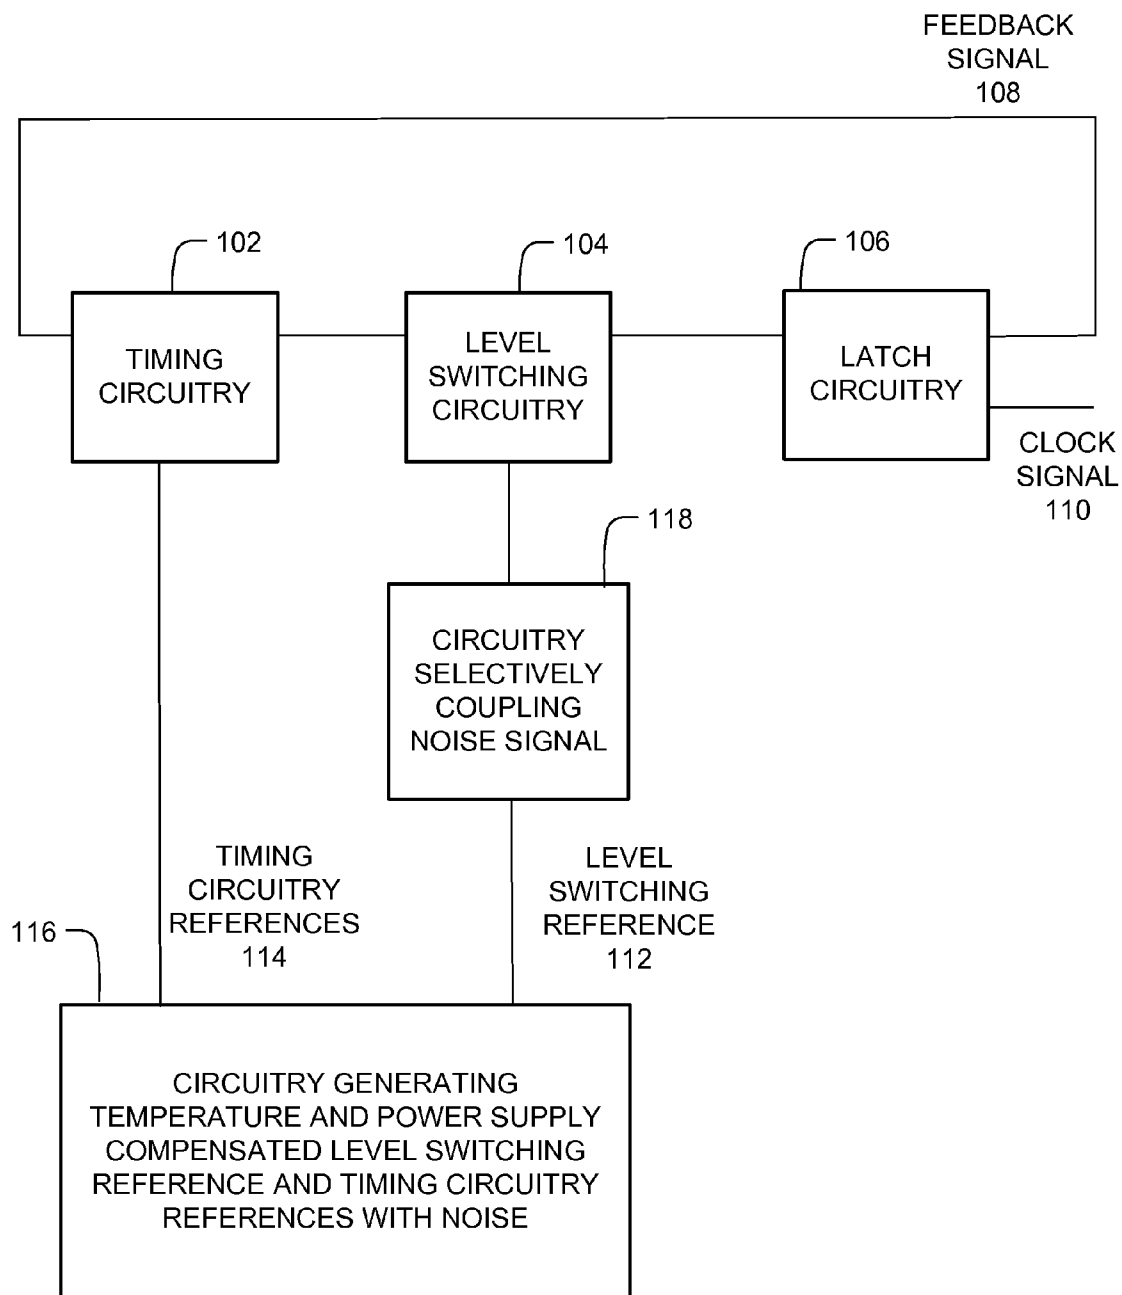 FEEDBACK
SIGNAL
108
102
104
106
TIMING
CIRCUITRY
LEVEL
SWITCHING
CIRCUITRY
LATCH
CIRCUITRY
CLOCK
SIGNAL
110
118
CIRCUITRY
SELECTIVELY
COUPLING
NOISE SIGNAL
TIMING
CIRCUITRY
REFERENCES
114
LEVEL
SWITCHING
REFERENCE
112
116
CIRCUITRY GENERATING
TEMPERATURE AND POWER SUPPLY
COMPENSATED LEVEL SWITCHING
REFERENCE AND TIMING CIRCUITRY
REFERENCES WITH NOISE